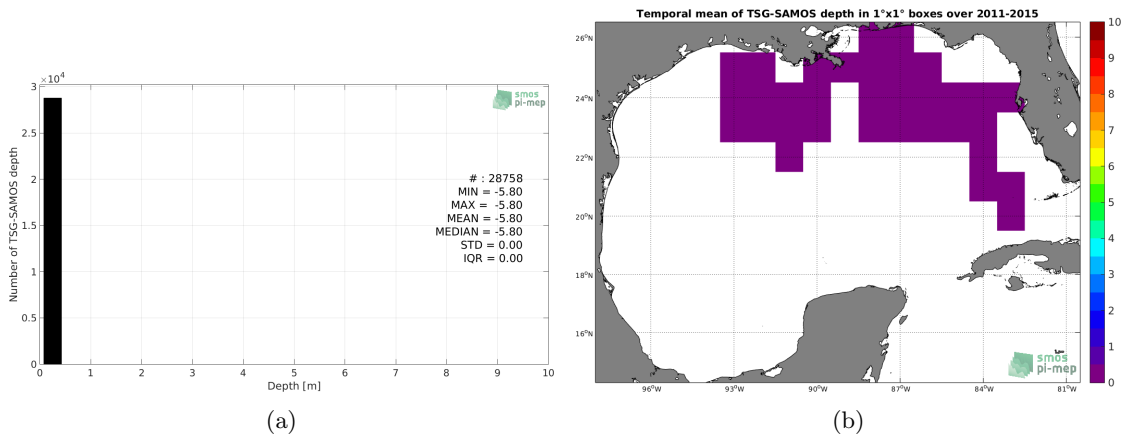 ×10⁴
3
2.5
2
1.5
1
0.5
0
Number of TSG-SAMOS depth
smos
pi-mep
# : 28758
MIN = -5.80
MAX = -5.80
MEAN = -5.80
MEDIAN = -5.80
STD = 0.00
IQR = 0.00
0 1 2 3 4 5 6 7 8 9 10
Depth [m]
(a)
Temporal mean of TSG-SAMOS depth in 1°x1° boxes over 2011-2015
26°N
24°N
22°N
20°N
18°N
16°N
96°W 93°W 90°W 87°W 84°W 81°W
smos
pi-mep
10
9
8
7
6
5
4
3
2
1
0
(b)